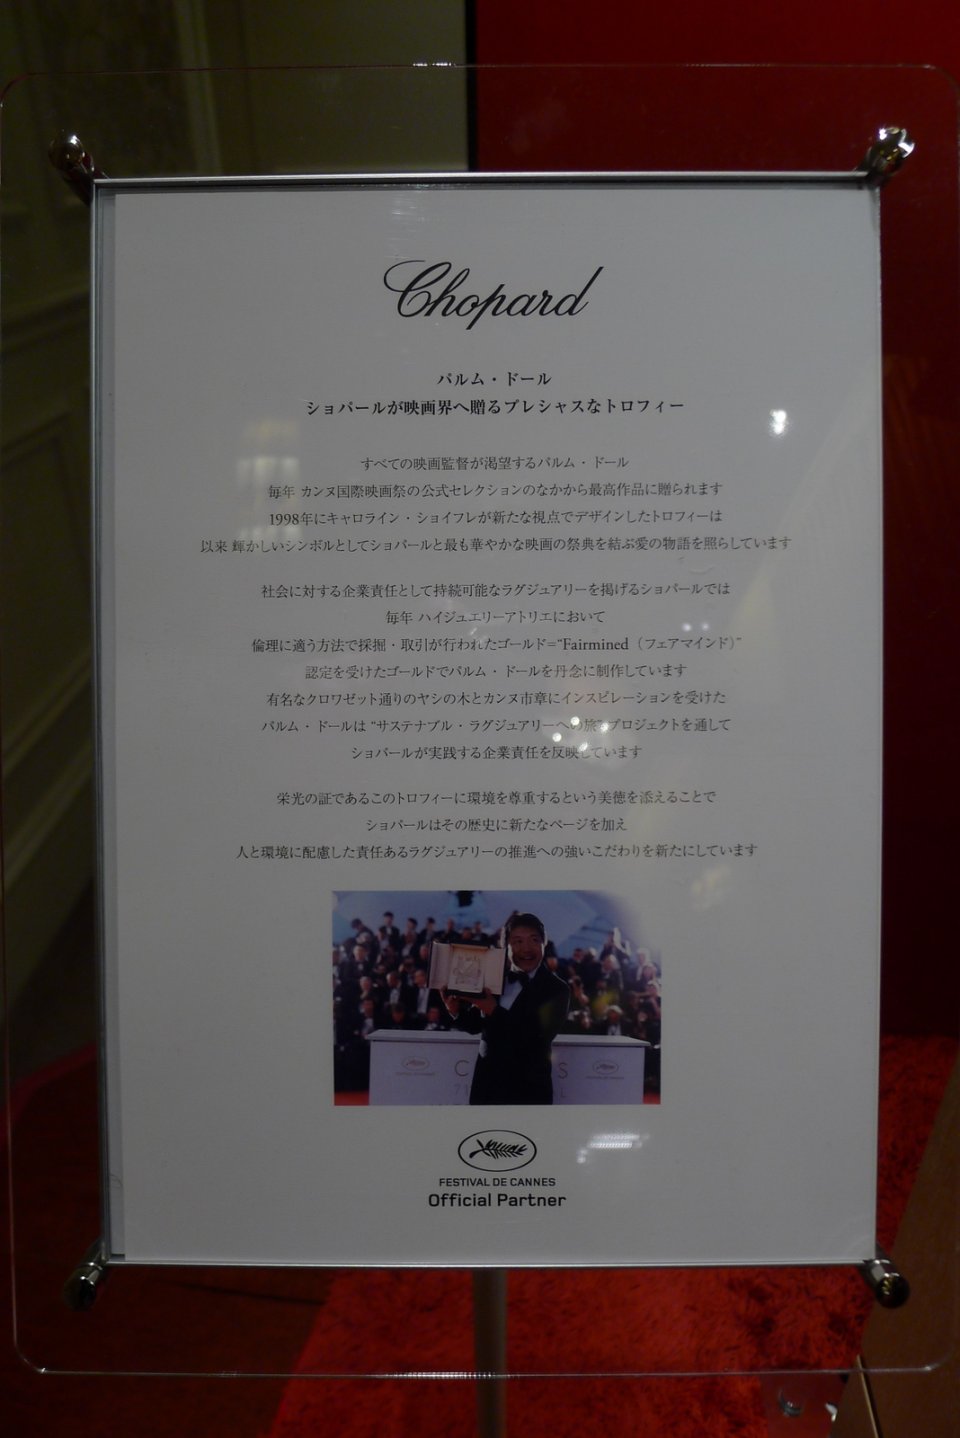 Chopard
パルム・ドール
ショパールが映画界へ贈るプレシャスなトロフィー
すべての映画監督が渇望するパルム・ドール
毎年 カンヌ国際映画祭の公式セレクションのなかから最高作品に贈られます
1998年にキャロライン・ショイフレが新たな視点でデザインしたトロフィーは
以来 輝かしいシンボルとしてショパールと最も華やかな映画の祭典を結ぶ愛の物語を照らしています
社会に対する企業責任として持続可能なラグジュアリーを掲げるショパールでは
毎年 ハイジュエリーアトリエにおいて
倫理に適う方法で採掘・取引が行われたゴールド＝“Fairmined（フェアマインド）”
認定を受けたゴールドでパルム・ドールを丹念に制作しています
有名なクロワゼット通りのヤシの木とカンヌ市章にインスピレーションを受けた
パルム・ドールは “サステナブル・ラグジュアリーへの旅” プロジェクトを通して
ショパールが実践する企業責任を反映しています
栄光の証であるこのトロフィーに環境を尊重するという美徳を添えることで
ショパールはその歴史に新たなページを加え
人と環境に配慮した責任あるラグジュアリーの推進への強いこだわりを新たにしています
FESTIVAL DE CANNES
Official Partner